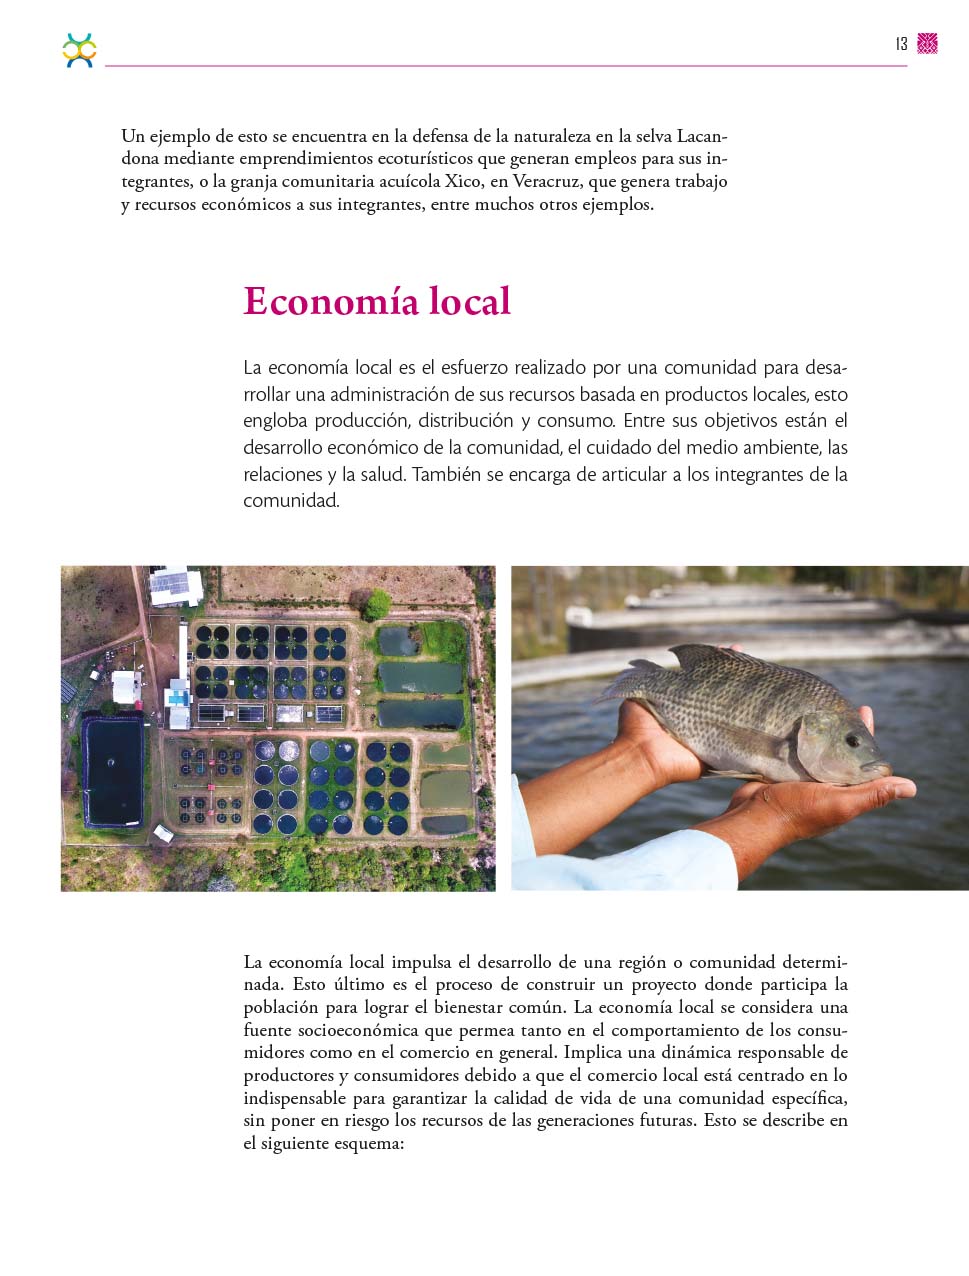 13
Un ejemplo de esto se encuentra en la defensa de la naturaleza en la selva Lacan-
dona mediante emprendimientos ecoturísticos que generan empleos para sus in-
tegrantes, o la granja comunitaria acuícola Xico, en Veracruz, que genera trabajo
y recursos económicos a sus integrantes, entre muchos otros ejemplos.
Economía local
La economía local es el esfuerzo realizado por una comunidad para desa-
rrollar una administración de sus recursos basada en productos locales, esto
engloba producción, distribución y consumo. Entre sus objetivos están el
desarrollo económico de la comunidad, el cuidado del medio ambiente, las
relaciones y la salud. También se encarga de articular a los integrantes de la
comunidad.
La economía local impulsa el desarrollo de una región o comunidad determi-
nada. Esto último es el proceso de construir un proyecto donde participa la
población para lograr el bienestar común. La economía local se considera una
fuente socioeconómica que permea tanto en el comportamiento de los consu-
midores como en el comercio en general. Implica una dinámica responsable de
productores y consumidores debido a que el comercio local está centrado en lo
indispensable para garantizar la calidad de vida de una comunidad específica,
sin poner en riesgo los recursos de las generaciones futuras. Esto se describe en
el siguiente esquema: